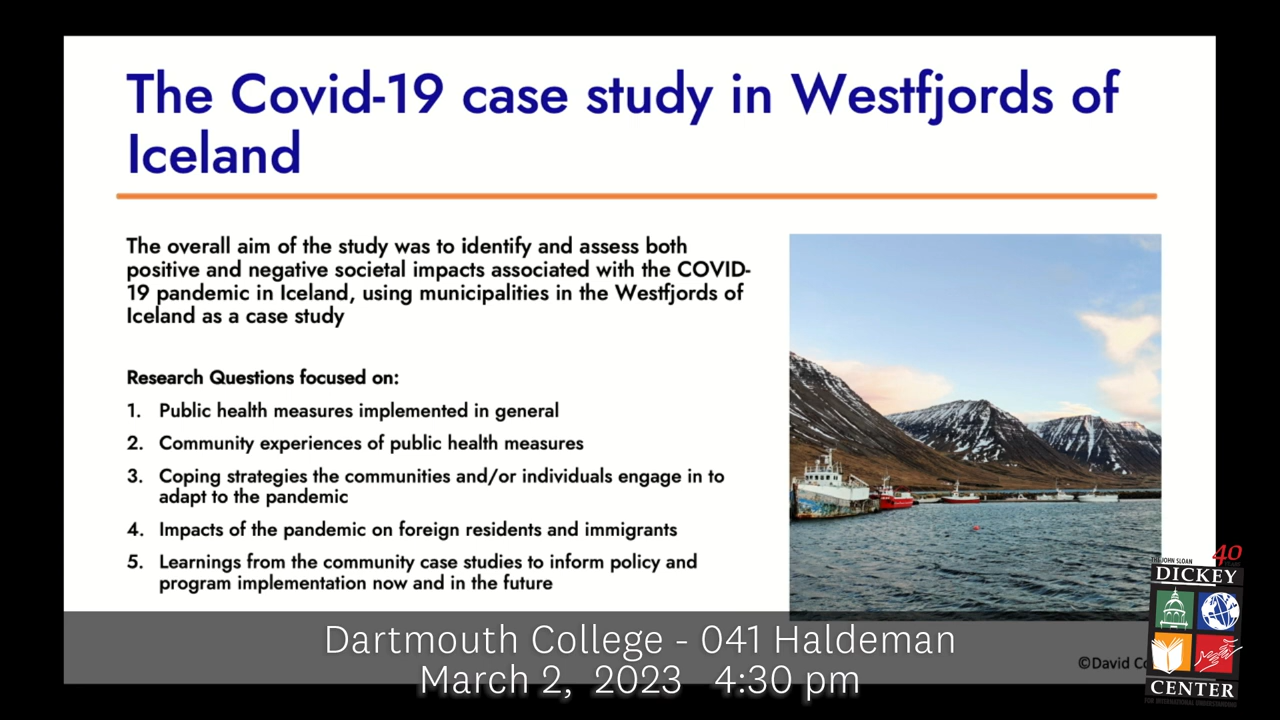 The Covid-19 case study in Westfjords of
Iceland
The overall aim of the study was to identify and assess both
positive and negative societal impacts associated with the COVID-
19 pandemic in Iceland, using municipalities in the Westfjords of
Iceland as a case study
Research Questions focused on:
1. Public health measures implemented in general
2. Community experiences of public health measures
3. Coping strategies the communities and/or individuals engage in to
adapt to the pandemic
4. Impacts of the pandemic on foreign residents and immigrants
5. Learnings from the community case studies to inform policy and
program implementation now and in the future
Dartmouth College - 041 Haldeman
March 2, 2023 4:30 pm
©David
40
THE JOHN SLOAN
DICKEY
CENTER
FOR INTERNATIONAL UNDERSTANDING